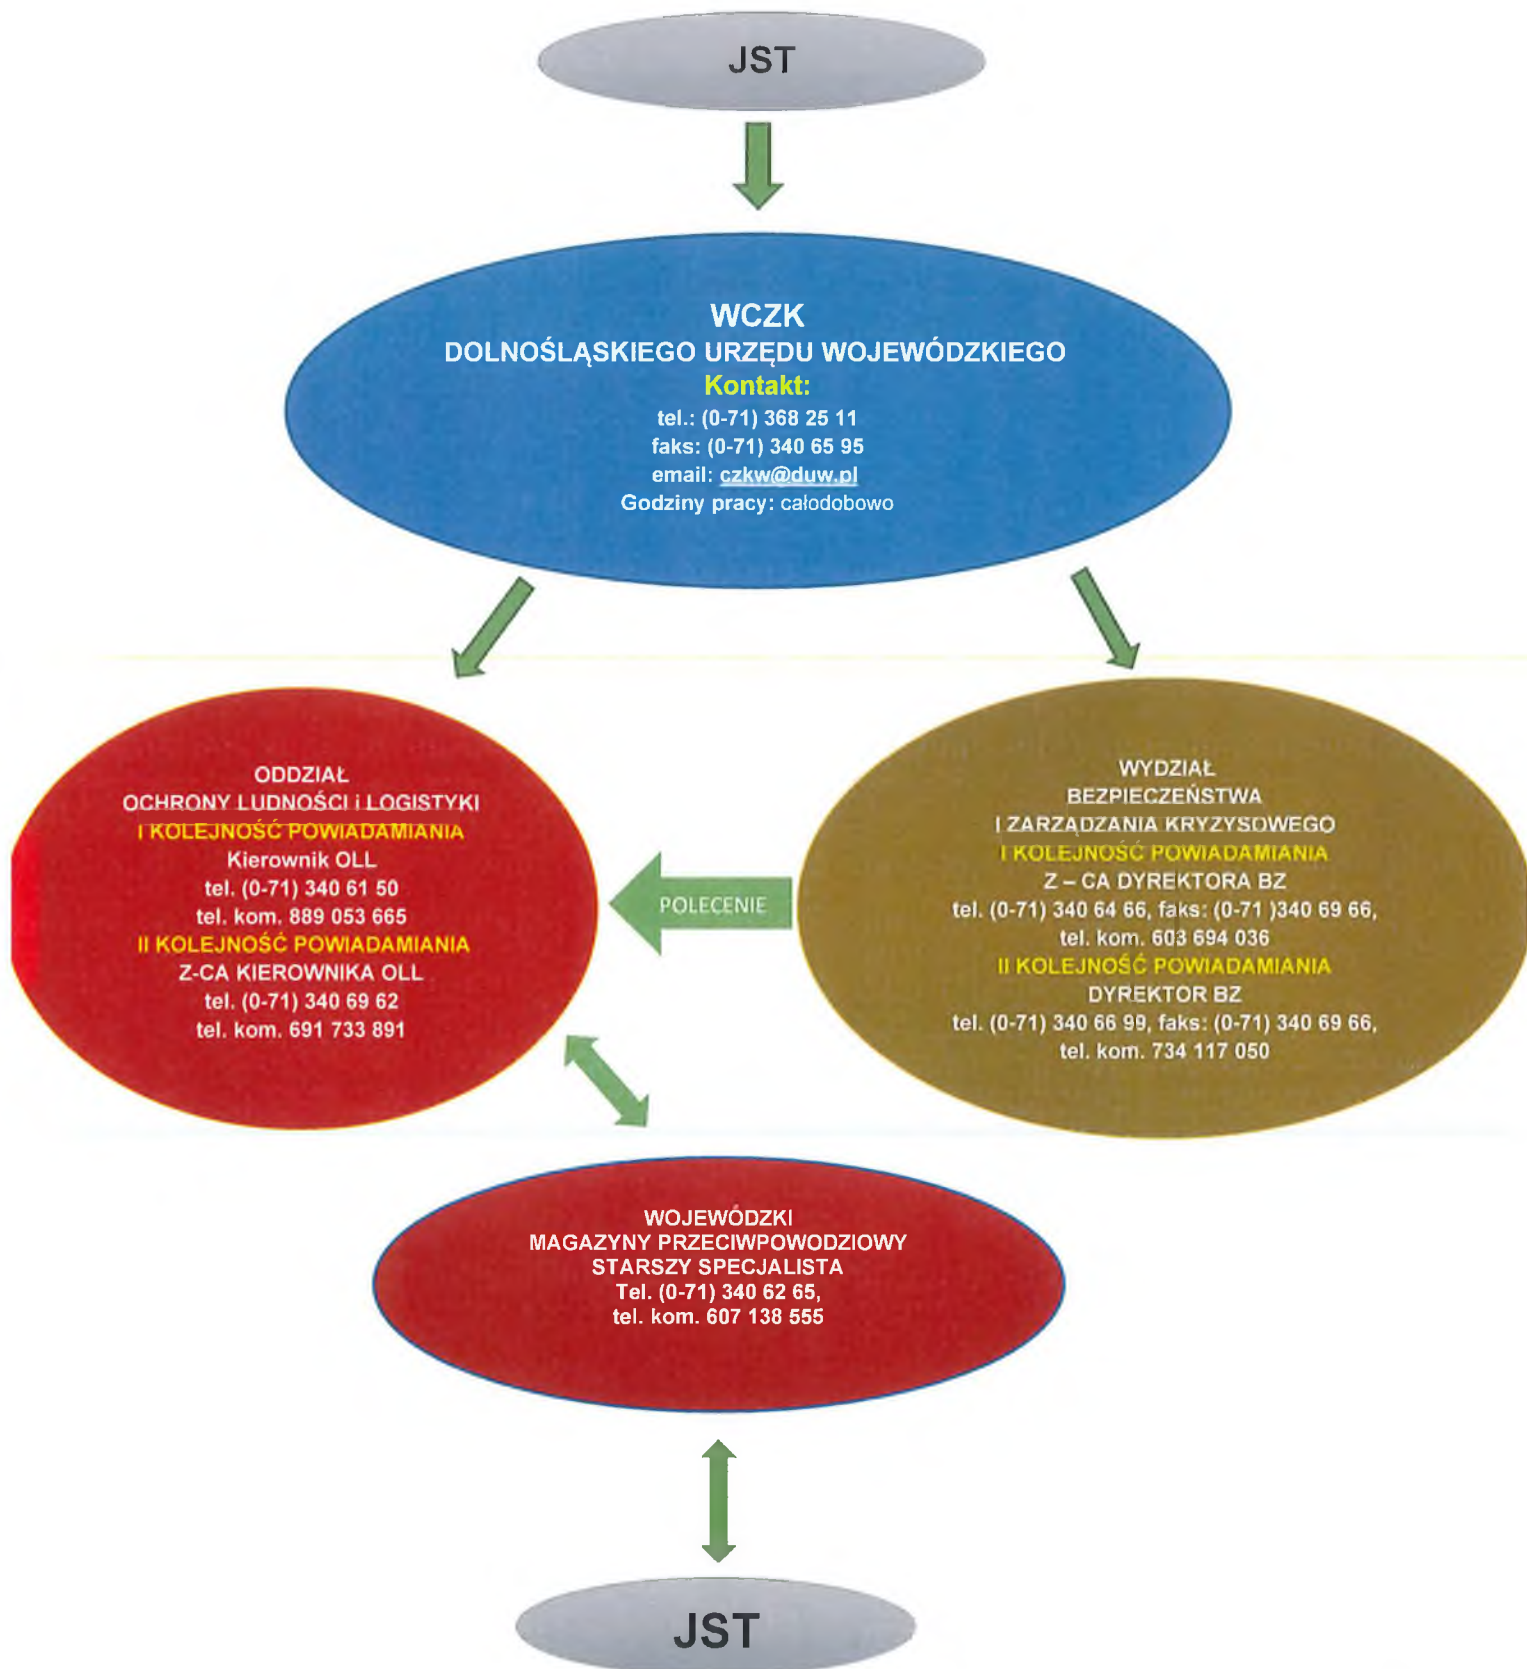 JST
WCZK
DOLNOŚLĄSKIEGO URZĘDU WOJEWÓDZKIEGO
Kontakt:
tel.: (0-71) 368 25 11
faks: (0-71) 340 65 95
email: czkw@duw.pl
Godziny pracy: całodobowo
ODDZIAŁ
OCHRONY LUDNOŚCI i LOGISTYKI
I KOLEJNOŚĆ POWIADAMIANIA
Kierownik OLL
tel. (0-71) 340 61 50
tel. kom. 889 053 665
II KOLEJNOŚĆ POWIADAMIANIA
Z-CA KIEROWNIKA OLL
tel. (0-71) 340 69 62
tel. kom. 691 733 891
POLECENIE
WYDZIAŁ
BEZPIECZEŃSTWA
I ZARZĄDZANIA KRYZYSOWEGO
I KOLEJNOŚĆ POWIADAMIANIA
Z – CA DYREKTORA BZ
tel. (0-71) 340 64 66, faks: (0-71 )340 69 66,
tel. kom. 603 694 036
II KOLEJNOŚĆ POWIADAMIANIA
DYREKTOR BZ
tel. (0-71) 340 66 99, faks: (0-71) 340 69 66,
tel. kom. 734 117 050
WOJEWÓDZKI
MAGAZYNY PRZECIWPOWODZIOWY
STARSZY SPECJALISTA
Tel. (0-71) 340 62 65,
tel. kom. 607 138 555
JST